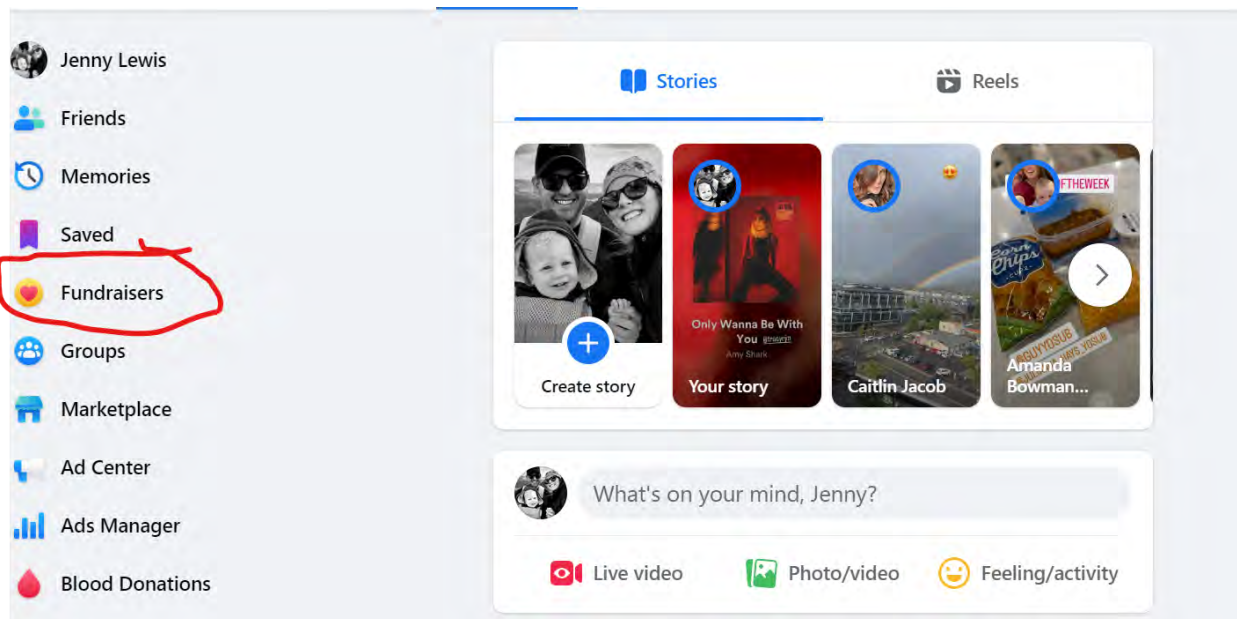 Jenny Lewis
Friends
Memories
Saved
Fundraisers
Groups
Marketplace
Ad Center
Ads Manager
Blood Donations
Stories
Reels
Create story
Only Wanna Be With
You
Amy Shark
Your story
Caitlin Jacob
FTHEWEEK
Corn
Chips
@GUYYOSUB
Amanda
Bowman...
What's on your mind, Jenny?
Live video
Photo/video
Feeling/activity